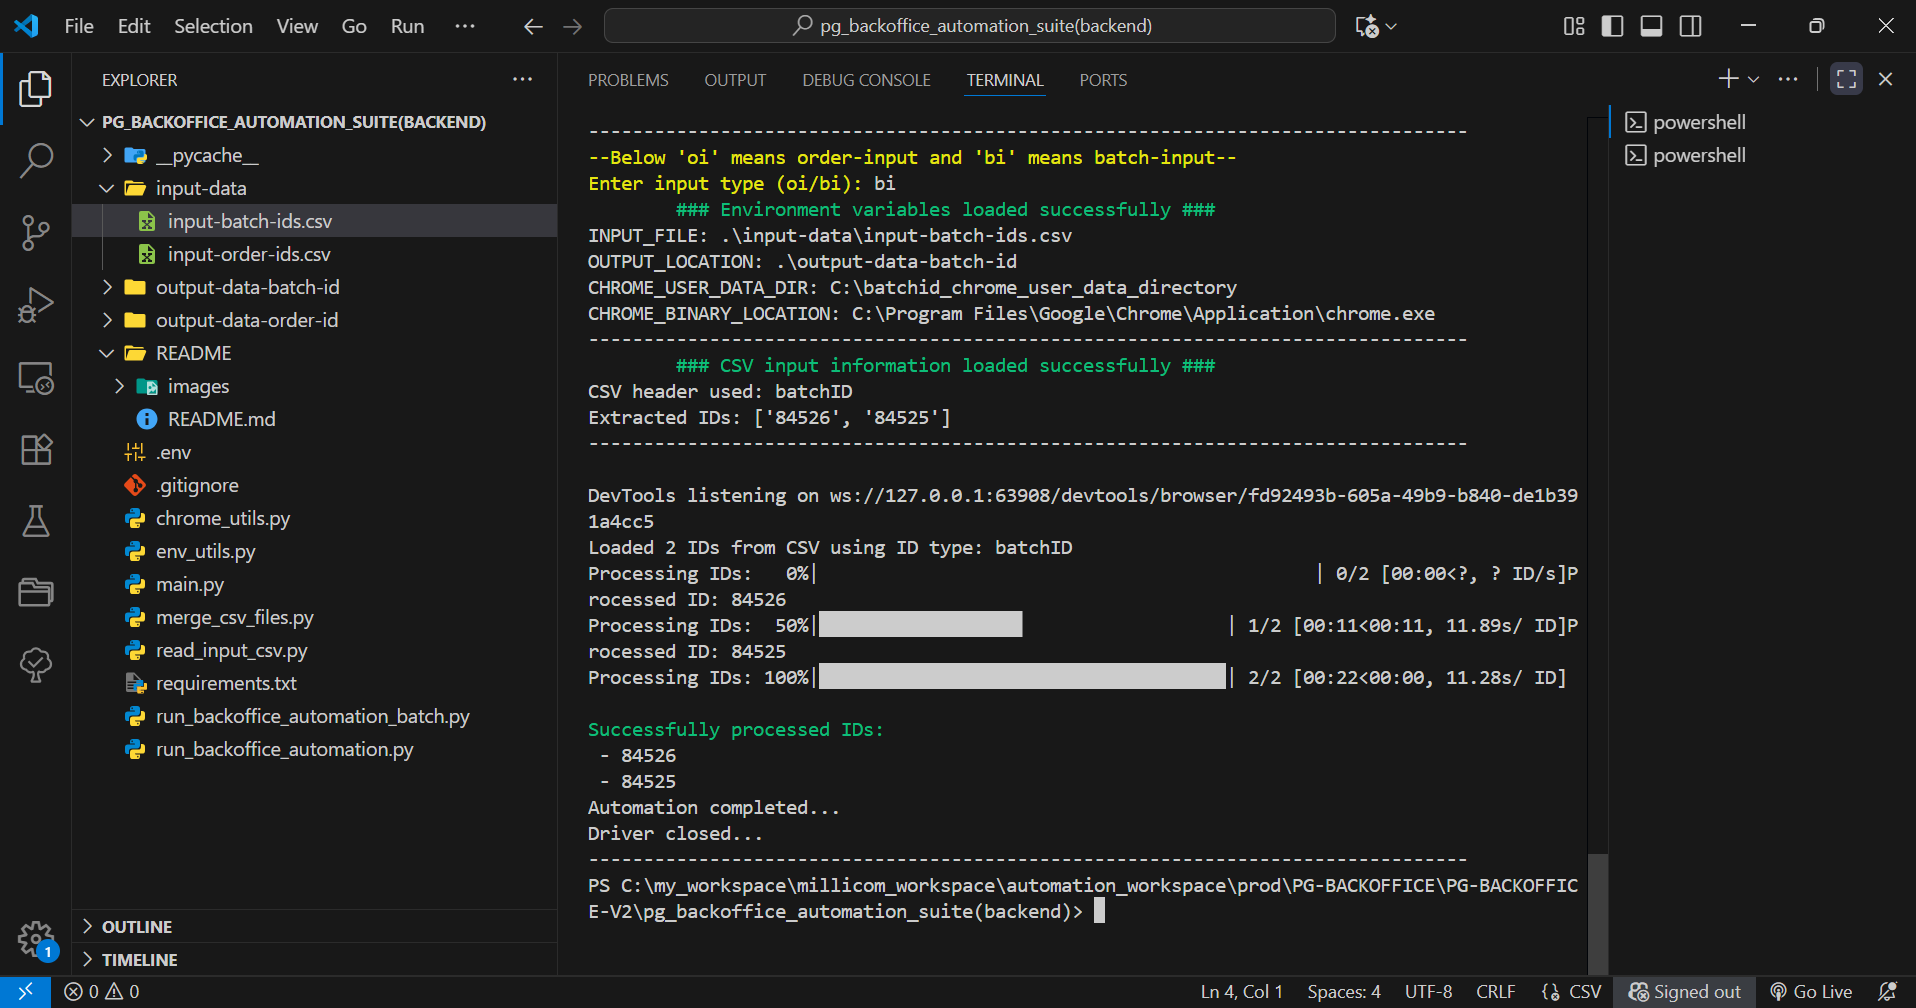 File Edit Selection View Go Run ··· pg_backoffice_automation_suite(backend)
EXPLORER ···
PG_BACKOFFICE_AUTOMATION_SUITE(BACKEND)
__pycache__
input-data
input-batch-ids.csv
input-order-ids.csv
output-data-batch-id
output-data-order-id
README
images
README.md
.env
.gitignore
chrome_utils.py
env_utils.py
main.py
merge_csv_files.py
read_input_csv.py
requirements.txt
run_backoffice_automation_batch.py
run_backoffice_automation.py
OUTLINE
TIMELINE
1
PROBLEMS OUTPUT DEBUG CONSOLE TERMINAL PORTS
--------------------------------------------------------------------------------
--Below 'oi' means order-input and 'bi' means batch-input--
Enter input type (oi/bi): bi
### Environment variables loaded successfully ###
INPUT_FILE: .\input-data\input-batch-ids.csv
OUTPUT_LOCATION: .\output-data-batch-id
CHROME_USER_DATA_DIR: C:\batchid_chrome_user_data_directory
CHROME_BINARY_LOCATION: C:\Program Files\Google\Chrome\Application\chrome.exe
--------------------------------------------------------------------------------
### CSV input information loaded successfully ###
CSV header used: batchID
Extracted IDs: ['84526', '84525']
--------------------------------------------------------------------------------
DevTools listening on ws://127.0.0.1:63908/devtools/browser/fd92493b-605a-49b9-b840-de1b39
1a4cc5
Loaded 2 IDs from CSV using ID type: batchID
Processing IDs:   0%| | 0/2 [00:00<?, ? ID/s]P
rocessed ID: 84526
Processing IDs:  50%| | 1/2 [00:11<00:11, 11.89s/ ID]P
rocessed ID: 84525
Processing IDs: 100%| | 2/2 [00:22<00:00, 11.28s/ ID]
Successfully processed IDs:
- 84526
- 84525
Automation completed...
Driver closed...
--------------------------------------------------------------------------------
PS C:\my_workspace\millicom_workspace\automation_workspace\prod\PG-BACKOFFICE\PG-BACKOFFIC
E-V2\pg_backoffice_automation_suite(backend)>
powershell
powershell
0 0 Ln 4, Col 1 Spaces: 4 UTF-8 CRLF {} CSV Signed out Go Live